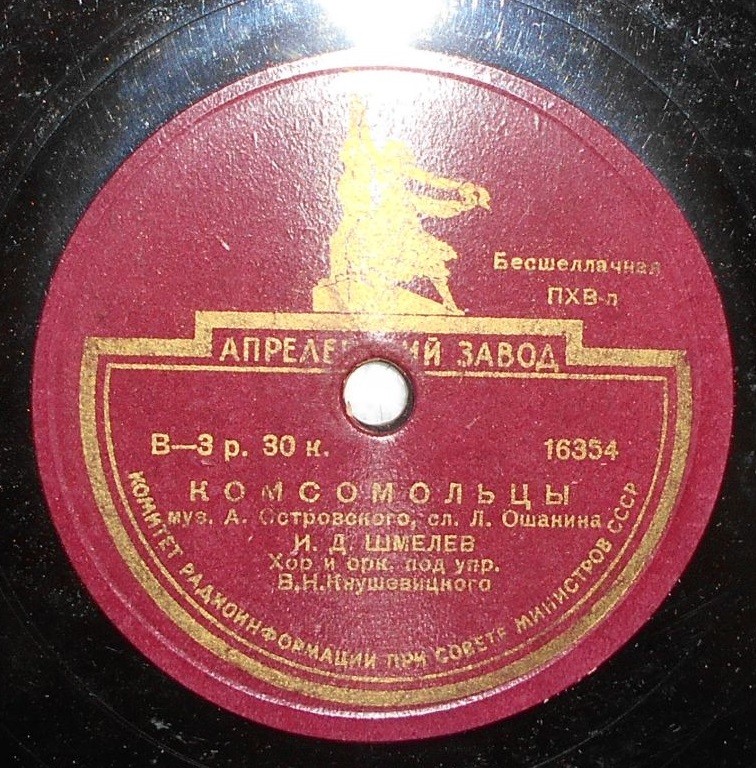 Бесшеллачная
ПХВ-л
АПРЕЛЕВСКИЙ ЗАВОД
В—3 р. 30 к.
16354
КОМСОМОЛЬЦЫ
муз. А. Островского, сл. Л. Ошанина
И. Д. ШМЕЛЕВ
Хор и орк. под упр.
В.Н.Кнушевицкого
КОМИТЕТ РАДИОИНФОРМАЦИИ ПРИ СОВЕТЕ МИНИСТРОВ СССР